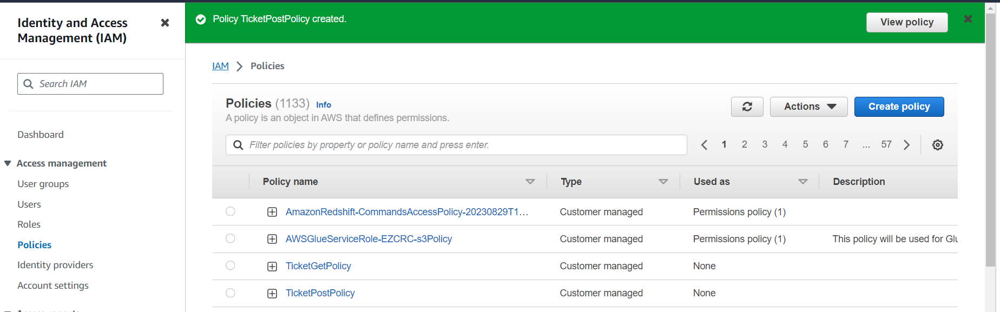 Identity and Access
Management (IAM)
Search IAM
Dashboard
Access management
User groups
Users
Roles
Policies
Identity providers
Account settings
Policy TicketPostPolicy created.
View policy
IAM Policies
Policies (1133) Info
A policy is an object in AWS that defines permissions.
Actions
Create policy
Filter policies by property or policy name and press enter.
1 2 3 4 5 6 7 ... 57
Policy name Type Used as Description
AmazonRedshift-CommandsAccessPolicy-20230829T1... Customer managed Permissions policy (1)
AWSGlueServiceRole-EZCRC-s3Policy Customer managed Permissions policy (1) This policy will be used for Glu
TicketGetPolicy Customer managed None
TicketPostPolicy Customer managed None